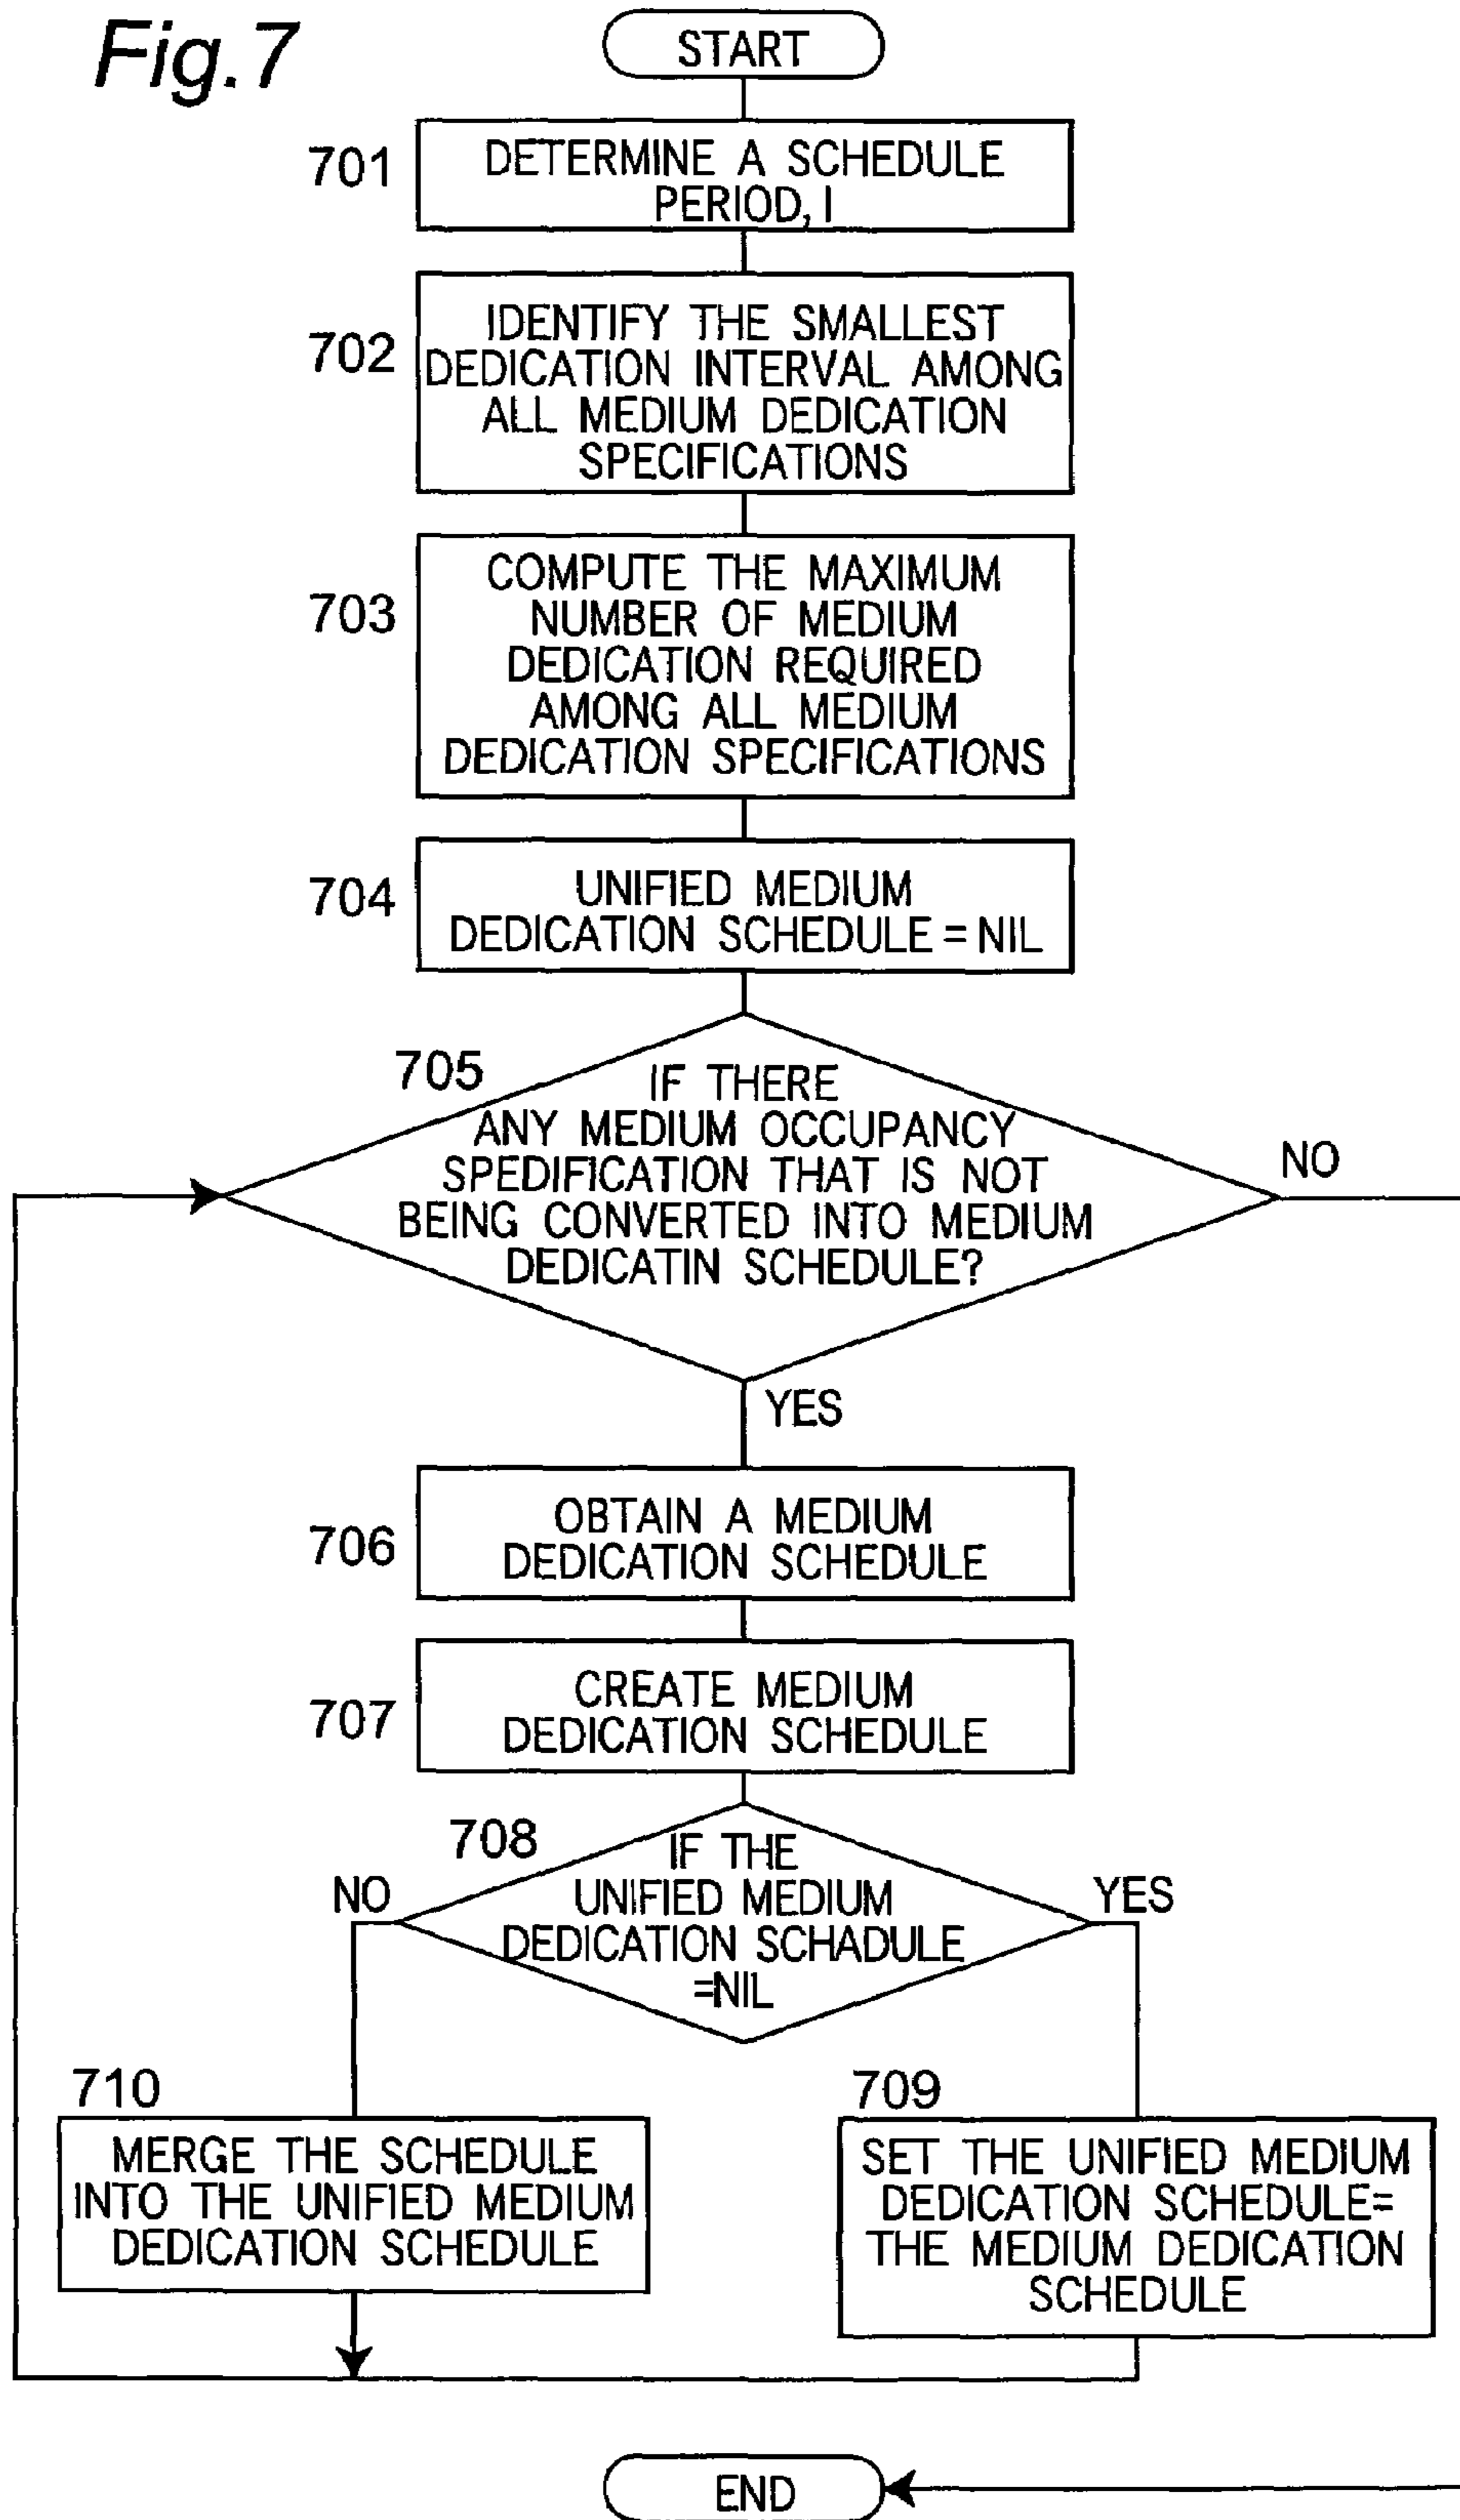 Fig.7
START
701
DETERMINE A SCHEDULE
PERIOD, I
702
IDENTIFY THE SMALLEST
DEDICATION INTERVAL AMONG
ALL MEDIUM DEDICATION
SPECIFICATIONS
703
COMPUTE THE MAXIMUM
NUMBER OF MEDIUM
DEDICATION REQUIRED
AMONG ALL MEDIUM
DEDICATION SPECIFICATIONS
704
UNIFIED MEDIUM
DEDICATION SCHEDULE = NIL
705
IF THERE
ANY MEDIUM OCCUPANCY
SPEDIFICATION THAT IS NOT
BEING CONVERTED INTO MEDIUM
DEDICATIN SCHEDULE?
NO
YES
706
OBTAIN A MEDIUM
DEDICATION SCHEDULE
707
CREATE MEDIUM
DEDICATION SCHEDULE
708
IF THE
UNIFIED MEDIUM
DEDICATION SCHADULE
=NIL
NO
YES
710
MERGE THE SCHEDULE
INTO THE UNIFIED MEDIUM
DEDICATION SCHEDULE
709
SET THE UNIFIED MEDIUM
DEDICATION SCHEDULE=
THE MEDIUM DEDICATION
SCHEDULE
END